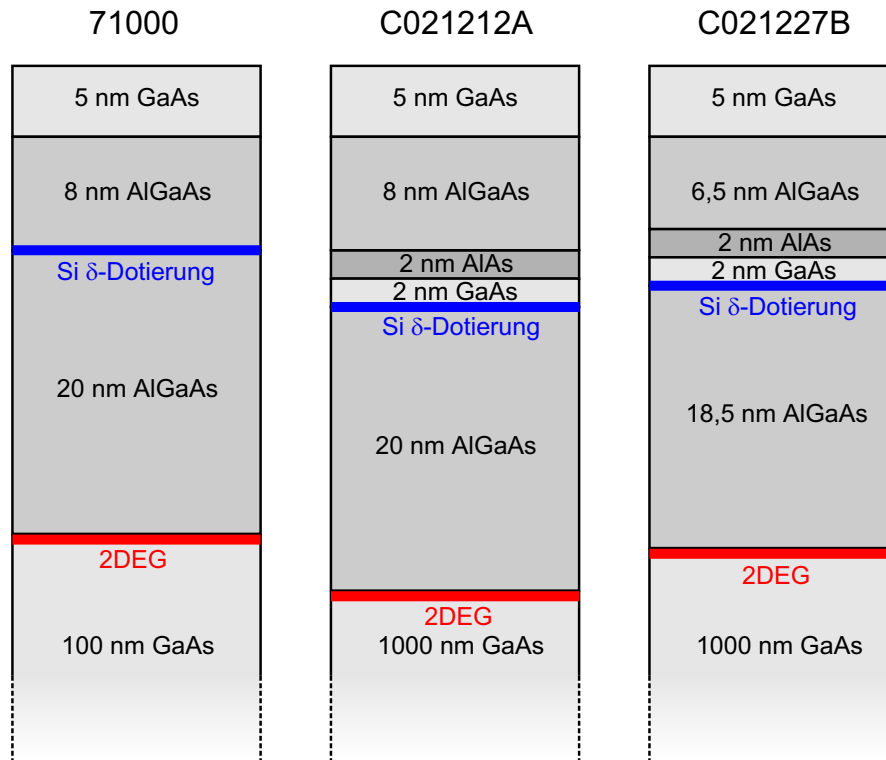 71000
5 nm GaAs
8 nm AlGaAs
Si δ-Dotierung
20 nm AlGaAs
2DEG
100 nm GaAs
C021212A
5 nm GaAs
8 nm AlGaAs
2 nm AlAs
2 nm GaAs
Si δ-Dotierung
20 nm AlGaAs
2DEG
1000 nm GaAs
C021227B
5 nm GaAs
6,5 nm AlGaAs
2 nm AlAs
2 nm GaAs
Si δ-Dotierung
18,5 nm AlGaAs
2DEG
1000 nm GaAs